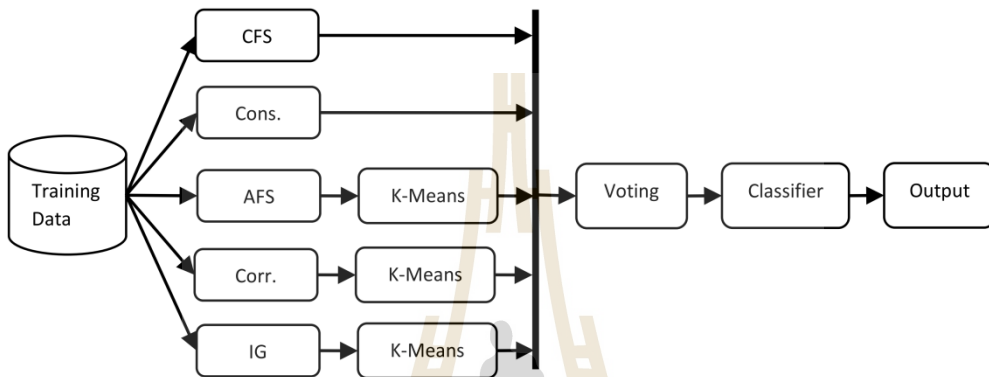 CFS
Cons.
Training
Data
AFS
K-Means
Voting
Classifier
Output
Corr.
K-Means
IG
K-Means